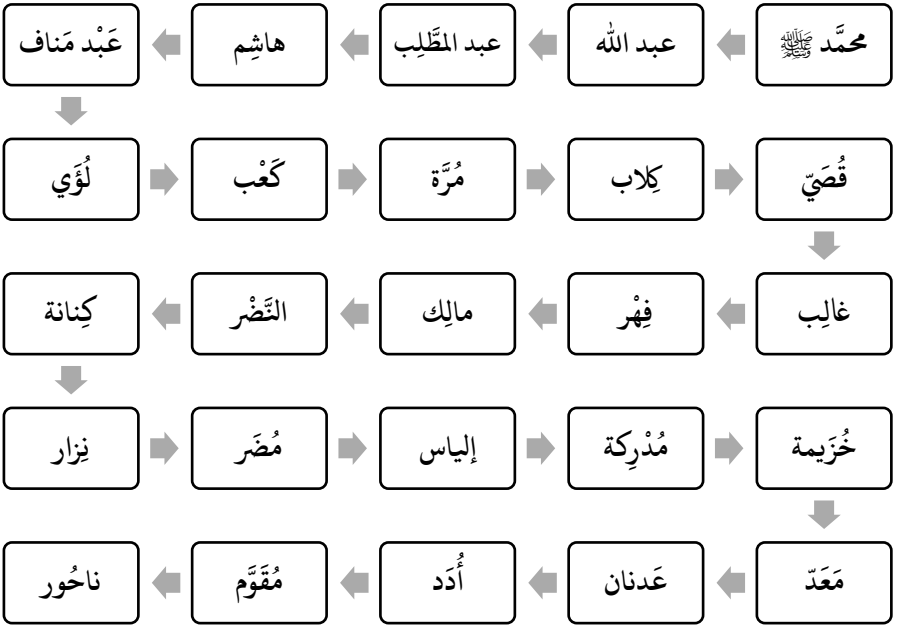 محمَّد ﷺ عبد الله عبد المطَّلِب هاشِم عَبْد مَناف
قُصَيّ كِلاب مُرَّة كَعْب لُؤَي
غالِب فِهْر مالِك النَّضْر كِنانة
خُزَيمة مُدْرِكة إلياس مُضَر نِزار
مَعَدّ عَدنان أُدَد مُقَوَّم ناحُور